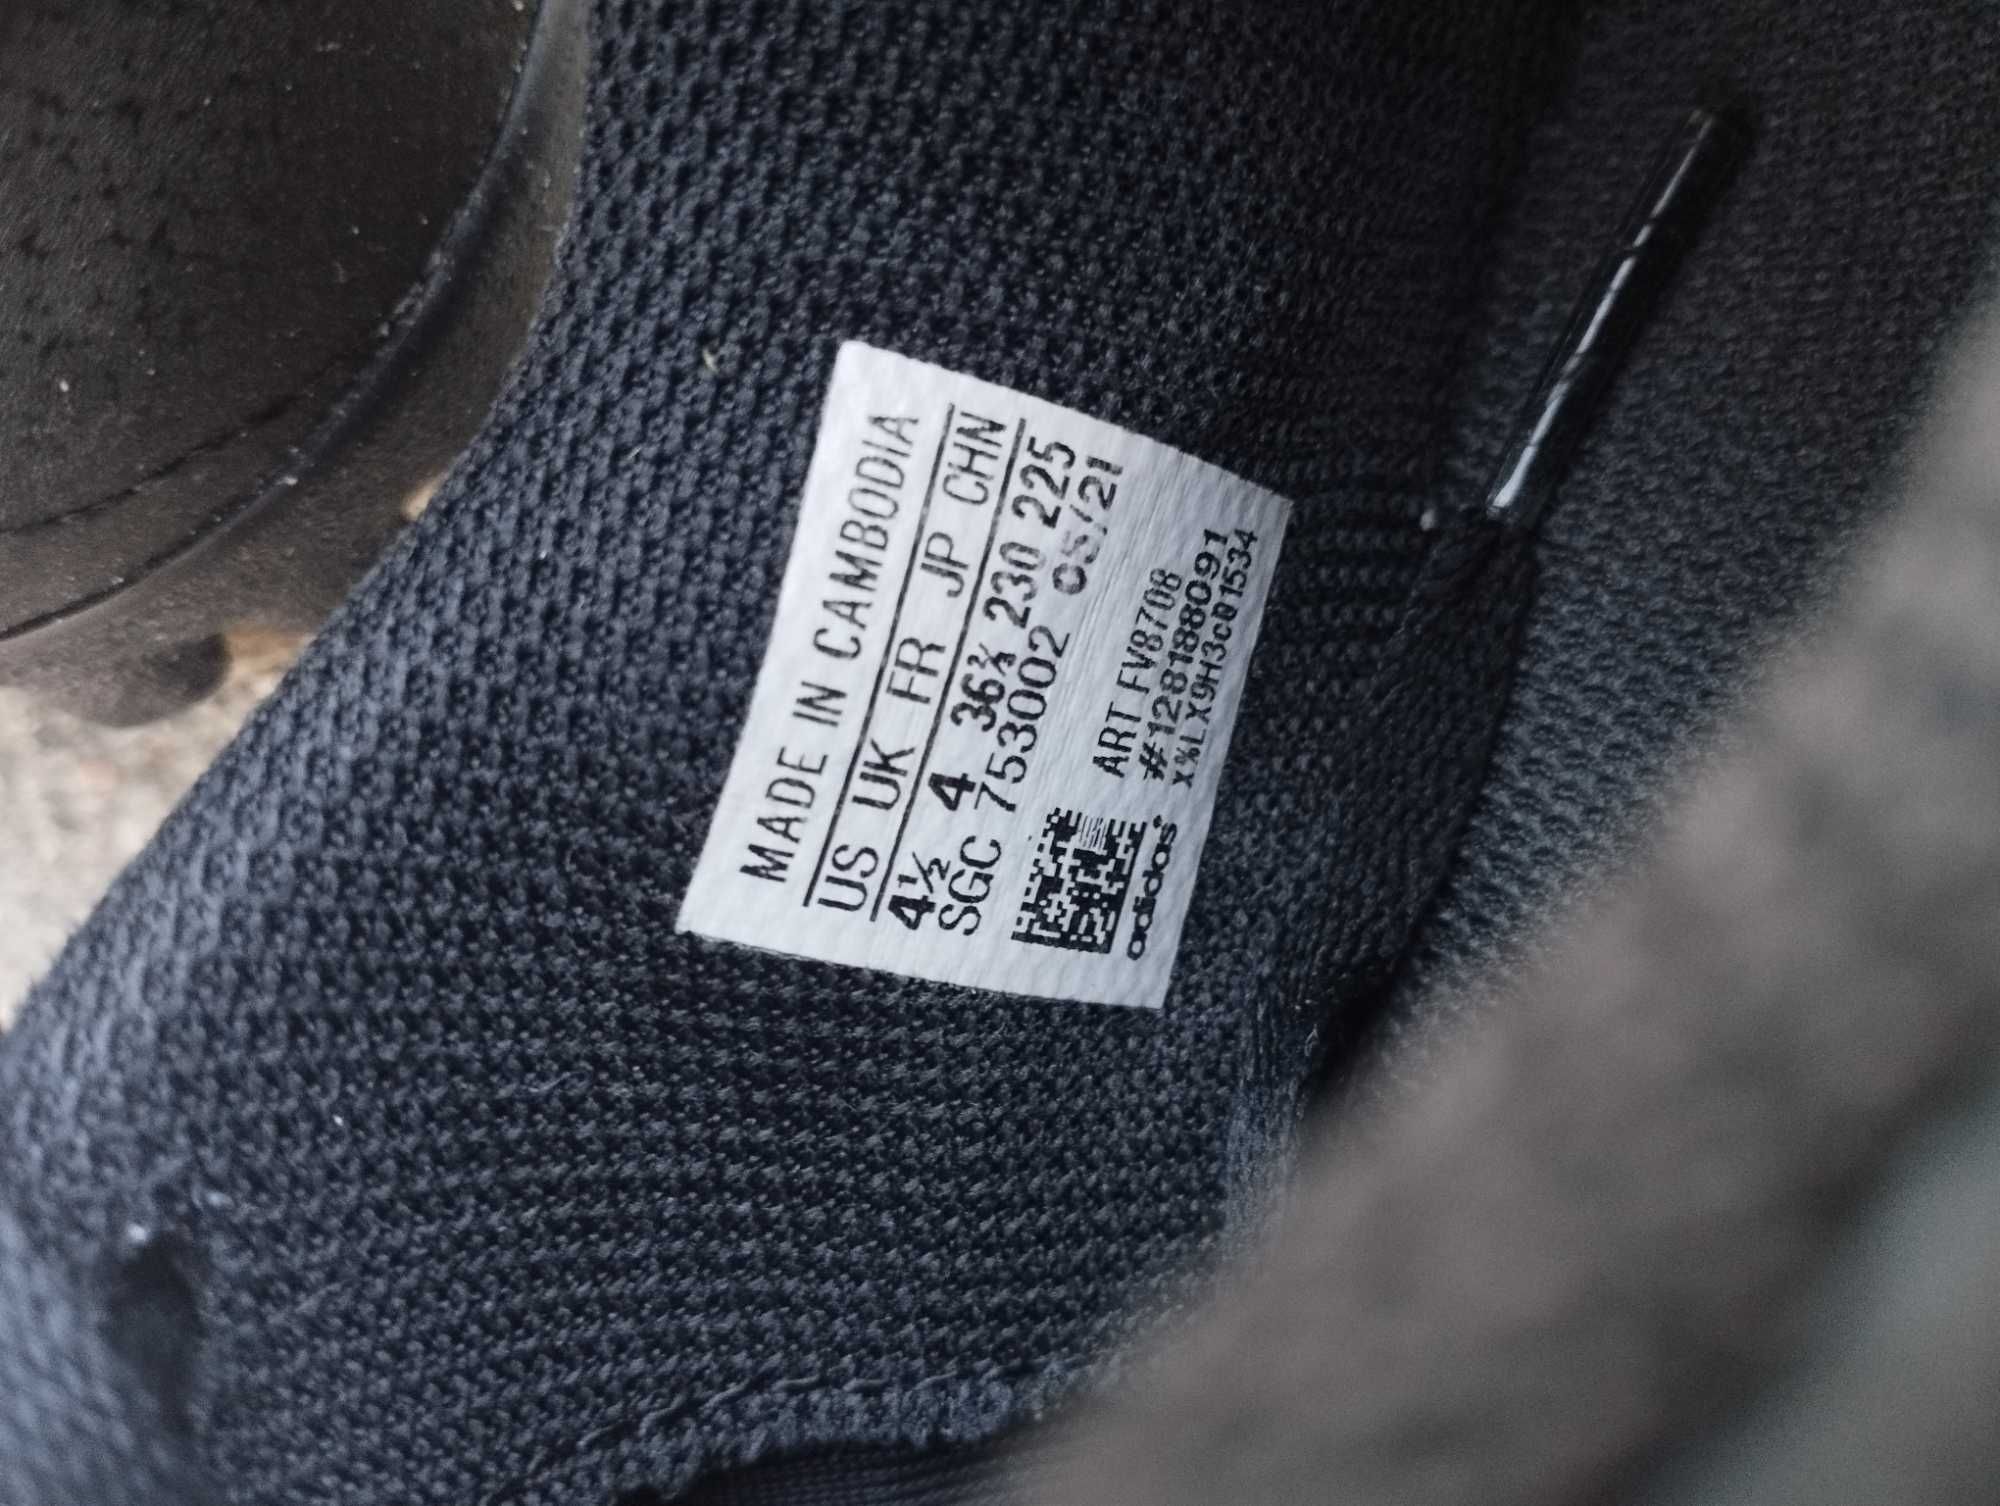 MADE IN CAMBODIA
US UK FR JP CHN
4½ 4 36⅔ 230 225
SGC 7533002 05/21
ART FV8708
#128188091
X%LX9H3c01534
adidas